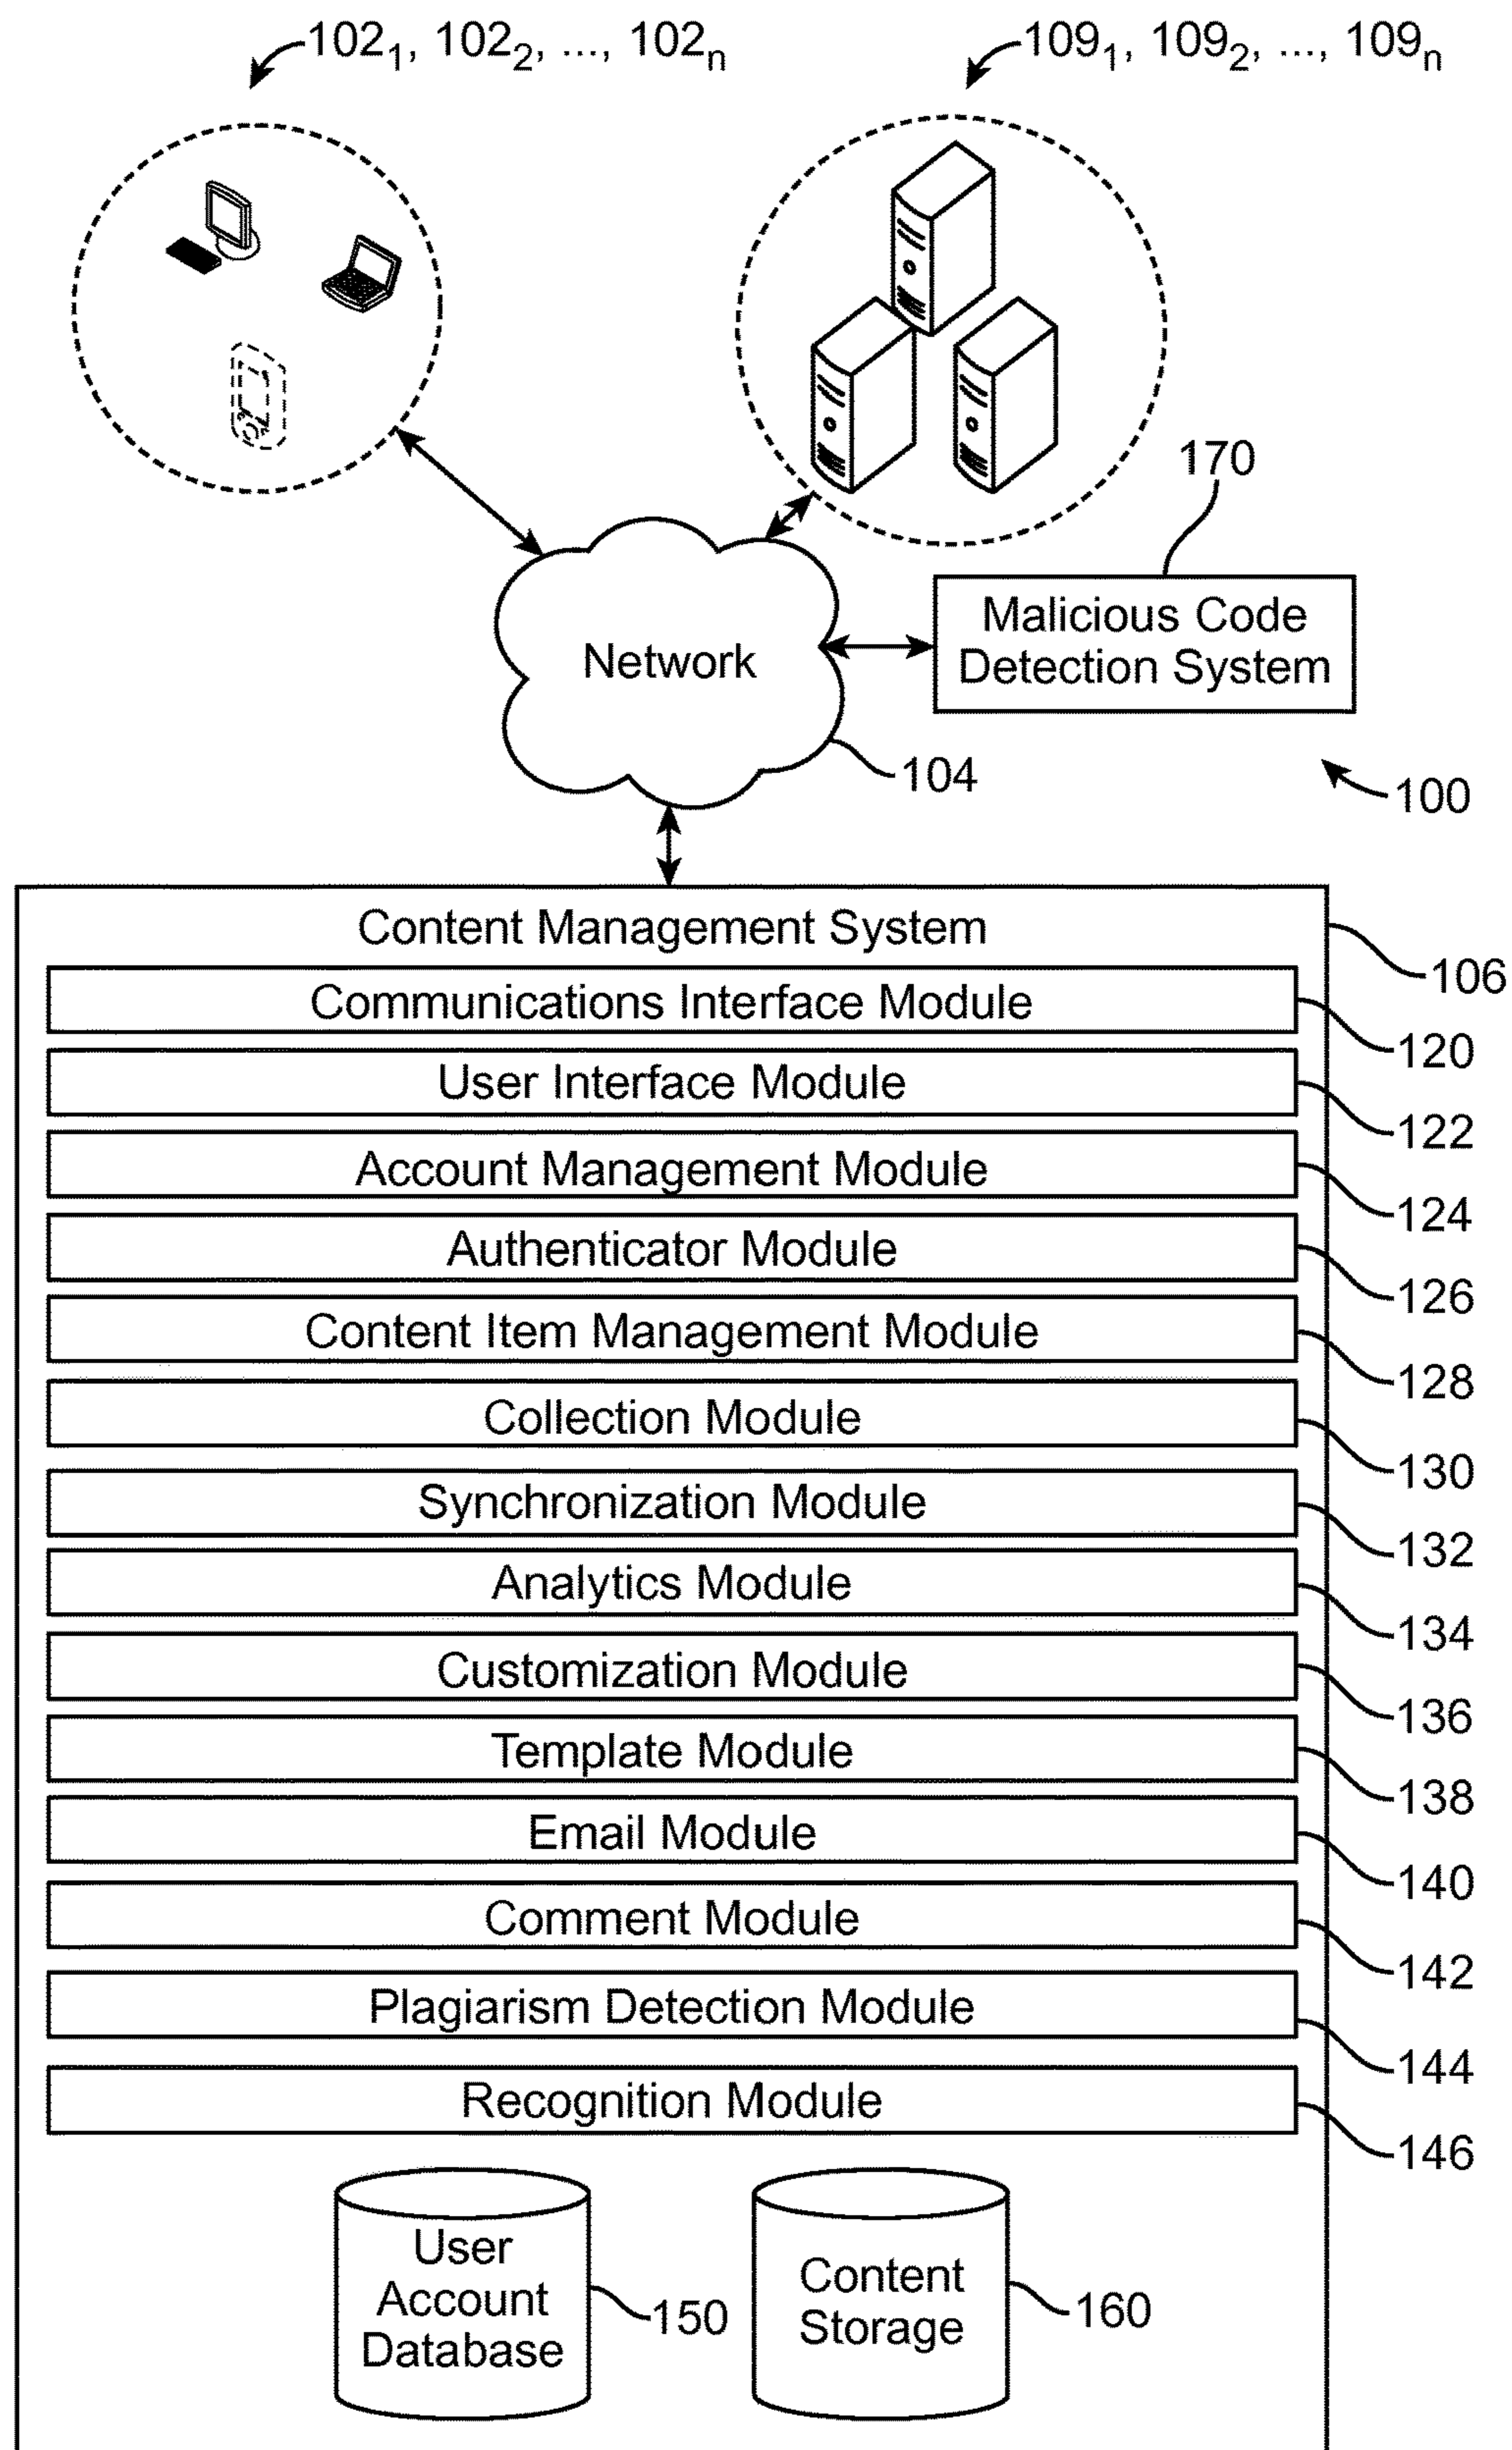 102₁, 102₂, ..., 102ₙ
109₁, 109₂, ..., 109ₙ
170
Malicious Code
Detection System
Network
104
100
Content Management System
106
Communications Interface Module
120
User Interface Module
122
Account Management Module
124
Authenticator Module
126
Content Item Management Module
128
Collection Module
130
Synchronization Module
132
Analytics Module
134
Customization Module
136
Template Module
138
Email Module
140
Comment Module
142
Plagiarism Detection Module
144
Recognition Module
146
User
Account
Database
150
Content
Storage
160